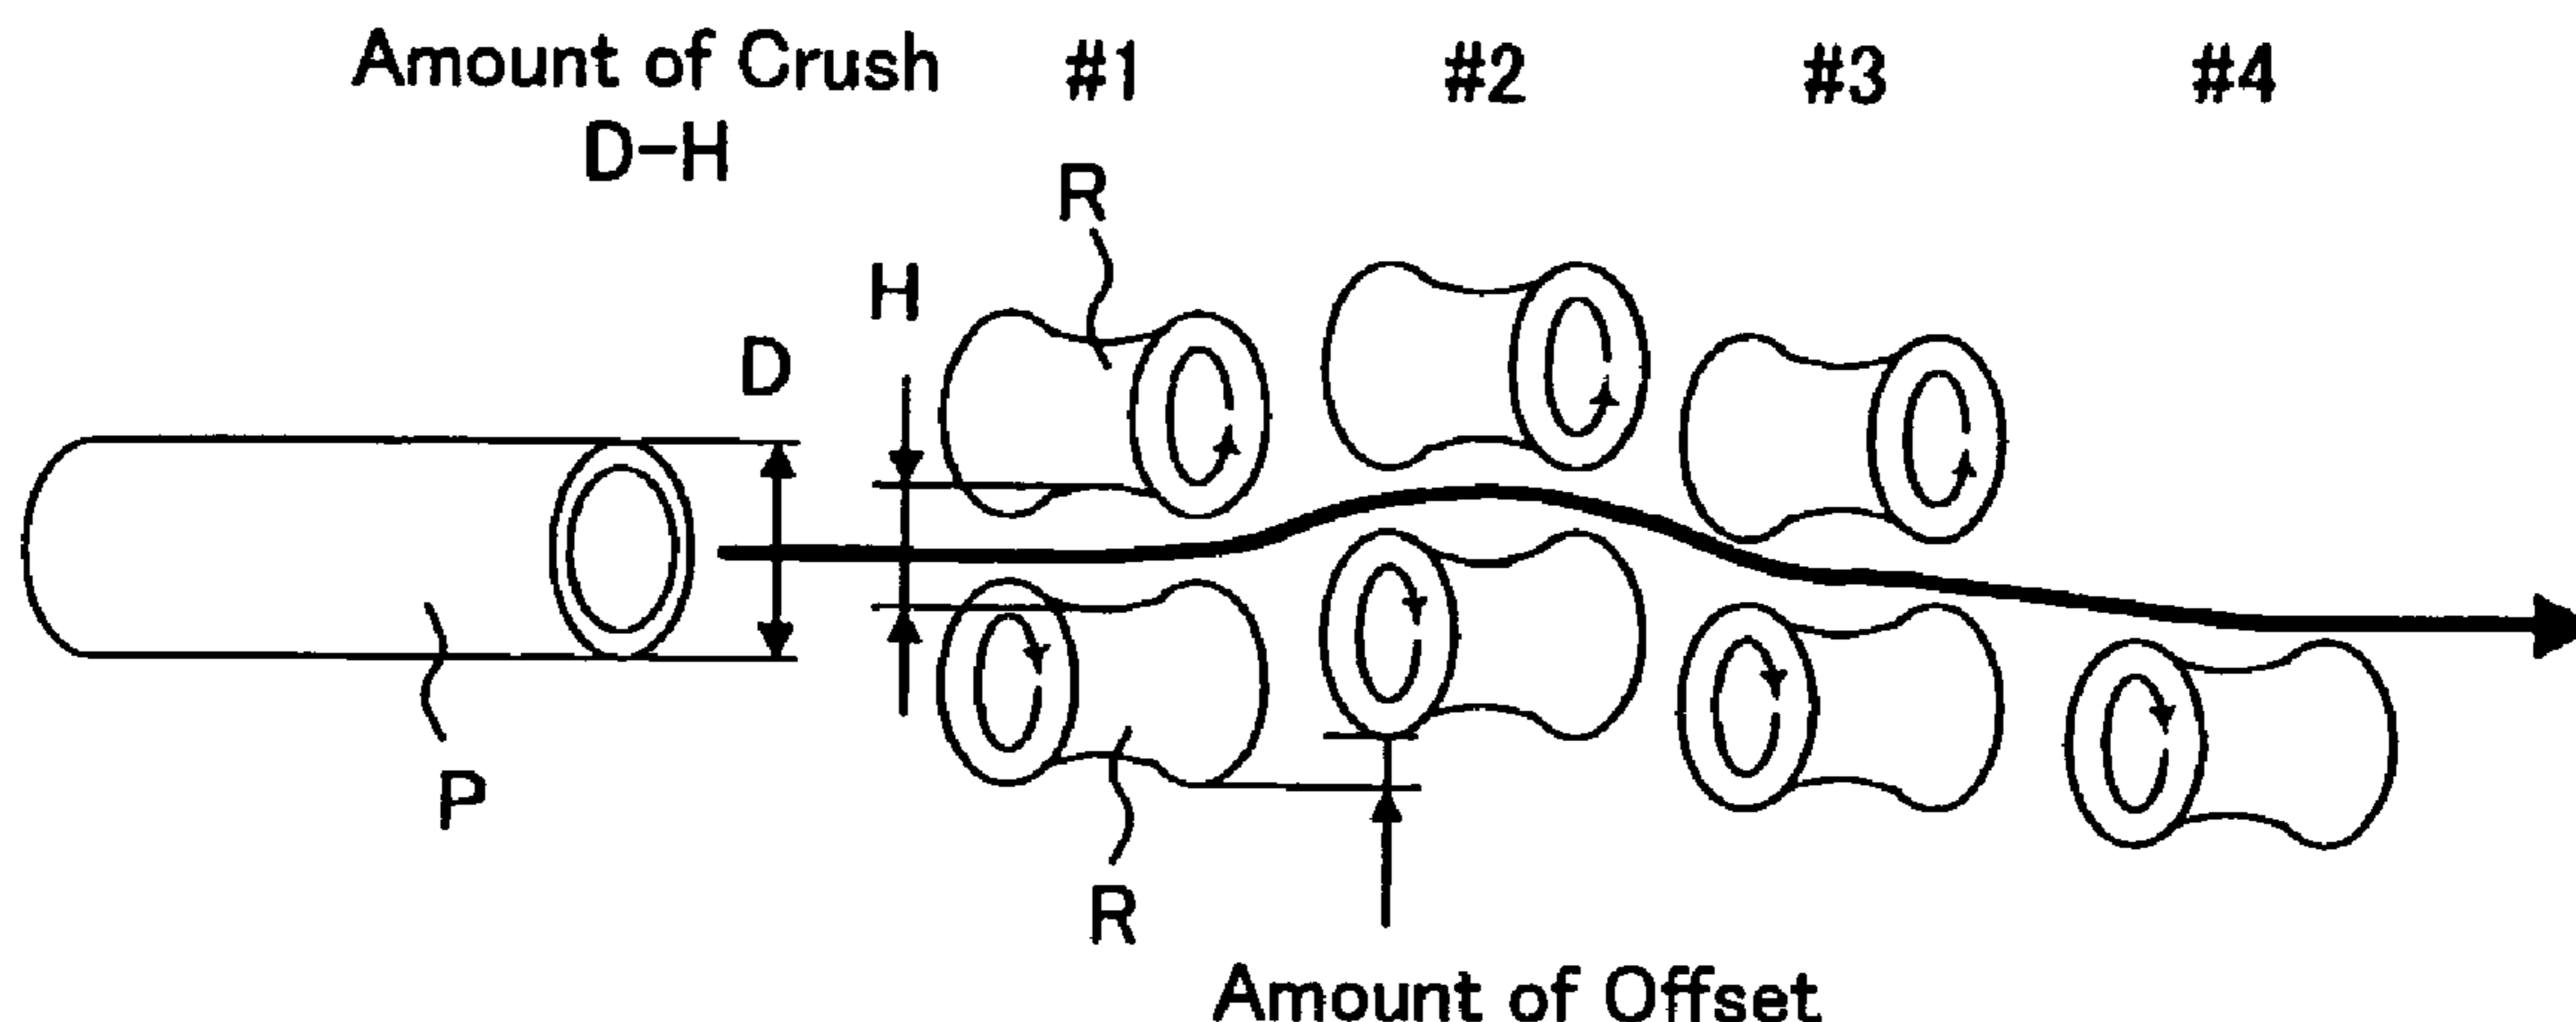 Amount of Crush
D-H
#1
#2
#3
#4
R
H
D
P
R
Amount of Offset